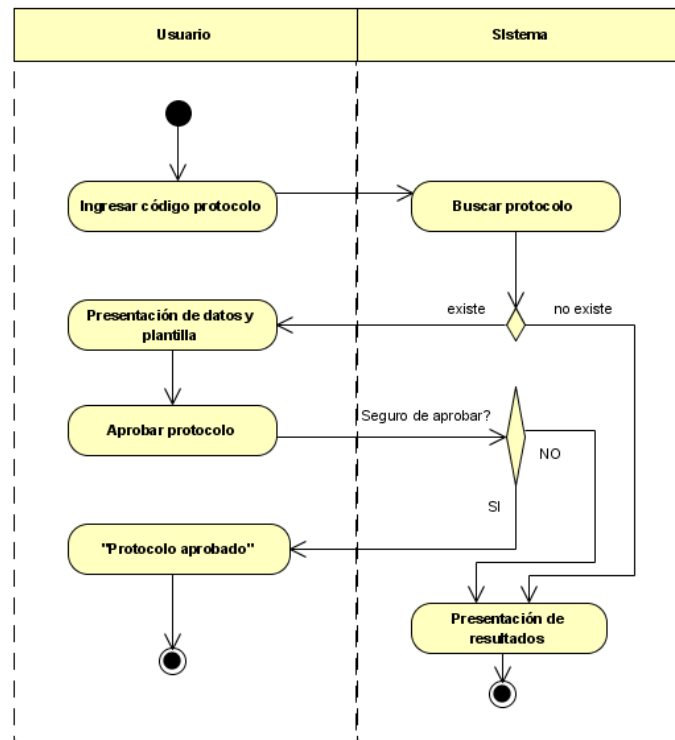 Usuario
SIstema
Ingresar código protocolo
Buscar protocolo
existe
no existe
Presentación de datos y
plantilla
Aprobar protocolo
Seguro de aprobar?
NO
SI
"Protocolo aprobado"
Presentación de
resultados